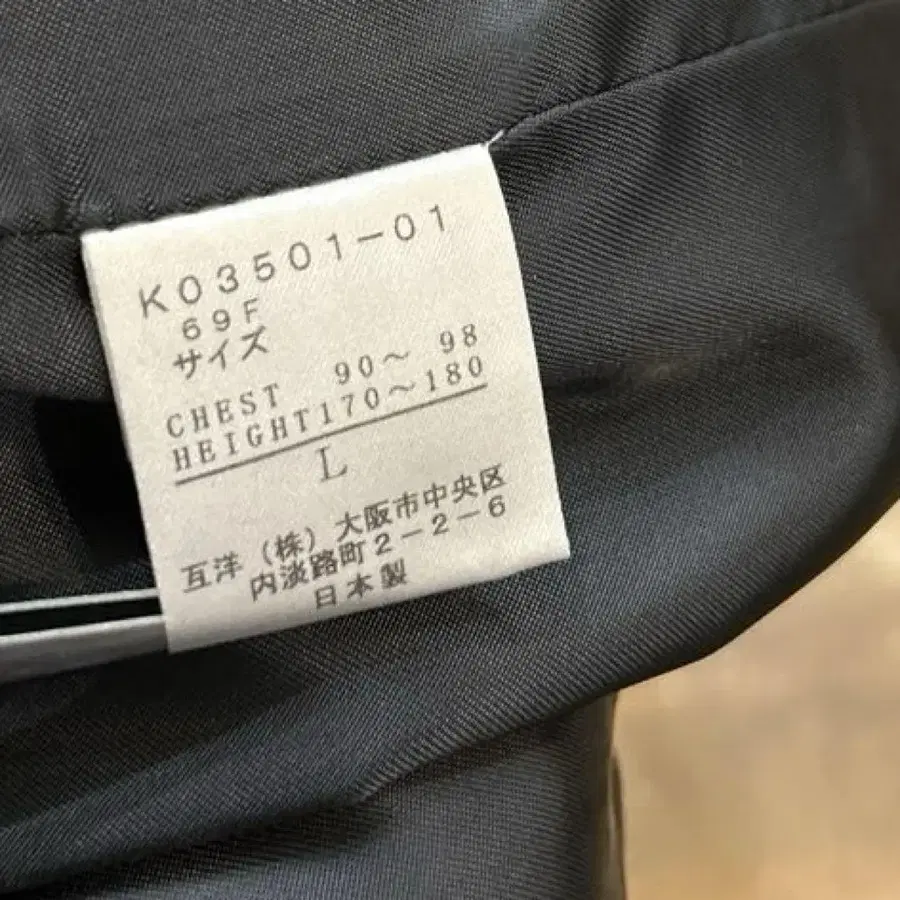 K03501-01
69F
サイズ
CHEST 90～ 98
HEIGHT170～180
L
互洋（株）大阪市中央区
内淡路町2-2-6
日本製